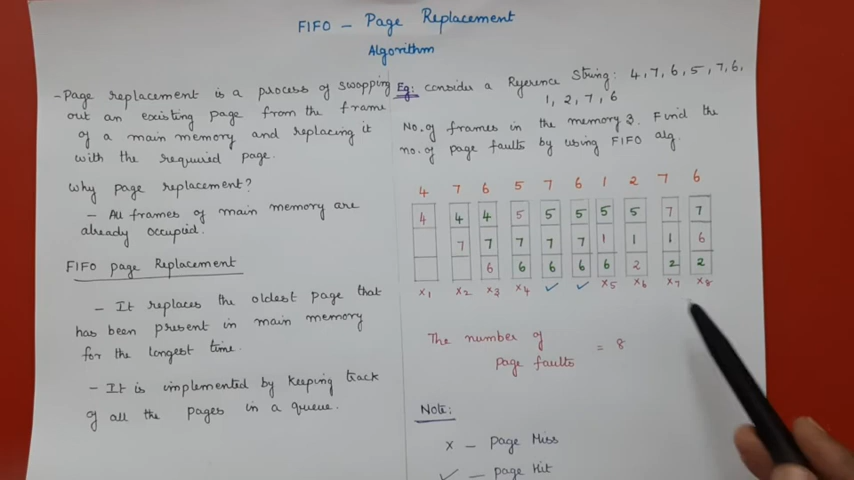 FIFO - Page Replacement
Algorithm
- Page replacement is a process of swapping
out an existing page from the frame
of a main memory and replacing it
with the required page.
why page replacement?
- All frames of main memory are
already occupied.
FIFO page Replacement
- It replaces the oldest page that
has been present in main memory
for the longest time.
- It is implemented by keeping track
of all the pages in a queue.
Eg: consider a Reference String: 4, 7, 6, 5, 7, 6,
1, 2, 7, 6
No. of frames in the memory 3. Find the
no. of page faults by using FIFO alg.
4 7 6 5 7 6 1 2 7 6
4 4 4 5 5 5 5 5 7 7
7 7 7 7 7 1 1 1 6
6 6 6 6 6 2 2 2
x1 x2 x3 x4 ✓ ✓ x5 x6 x7 x8
The number of
page faults = 8
Note:
x - page Miss
✓ - page Hit